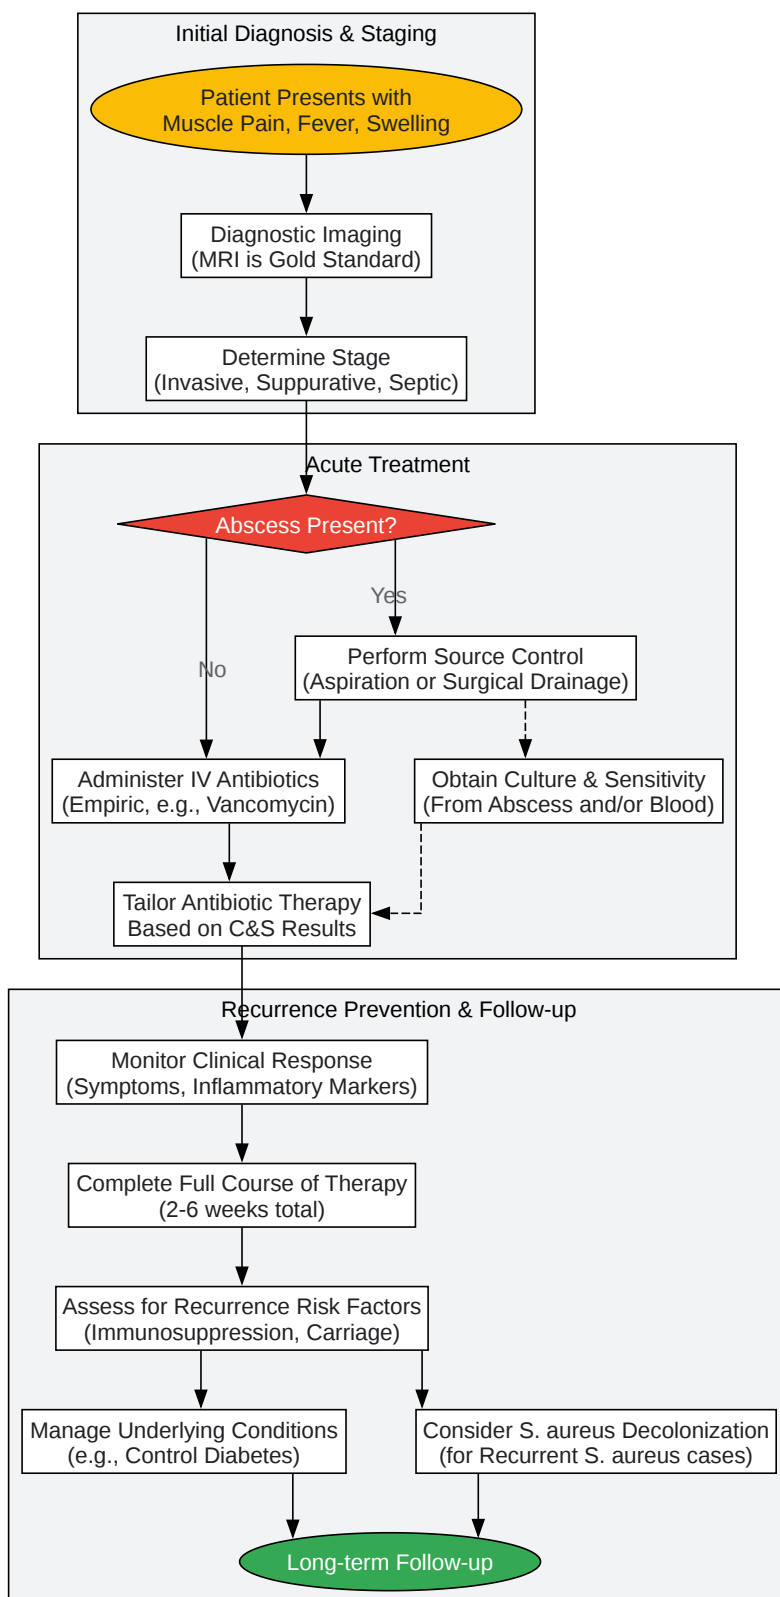 Initial Diagnosis & Staging
Patient Presents with
Muscle Pain, Fever, Swelling
Diagnostic Imaging
(MRI is Gold Standard)
Determine Stage
(Invasive, Suppurative, Septic)
Acute Treatment
Abscess Present?
Yes
No
Perform Source Control
(Aspiration or Surgical Drainage)
Administer IV Antibiotics
(Empiric, e.g., Vancomycin)
Obtain Culture & Sensitivity
(From Abscess and/or Blood)
Tailor Antibiotic Therapy
Based on C&S Results
Recurrence Prevention & Follow-up
Monitor Clinical Response
(Symptoms, Inflammatory Markers)
Complete Full Course of Therapy
(2-6 weeks total)
Assess for Recurrence Risk Factors
(Immunosuppression, Carriage)
Manage Underlying Conditions
(e.g., Control Diabetes)
Consider S. aureus Decolonization
(for Recurrent S. aureus cases)
Long-term Follow-up